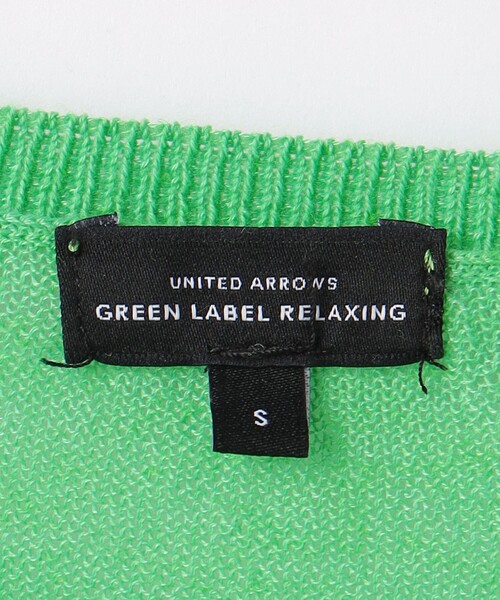 UNITED ARROWS
GREEN LABEL RELAXING
S